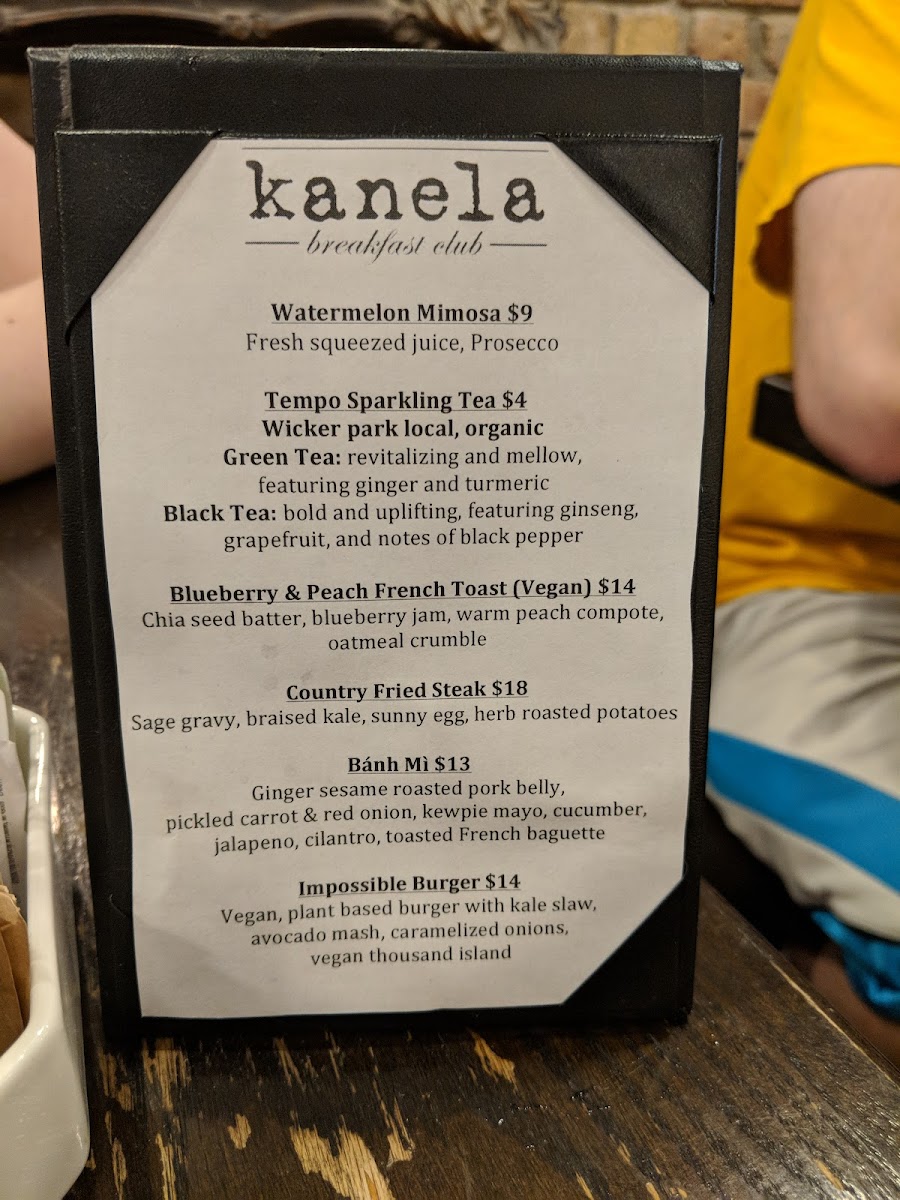 kanela
breakfast club
Watermelon Mimosa $9
Fresh squeezed juice, Prosecco
Tempo Sparkling Tea $4
Wicker park local, organic
Green Tea: revitalizing and mellow,
featuring ginger and turmeric
Black Tea: bold and uplifting, featuring ginseng,
grapefruit, and notes of black pepper
Blueberry & Peach French Toast (Vegan) $14
Chia seed batter, blueberry jam, warm peach compote,
oatmeal crumble
Country Fried Steak $18
Sage gravy, braised kale, sunny egg, herb roasted potatoes
Bánh Mì $13
Ginger sesame roasted pork belly,
pickled carrot & red onion, kewpie mayo, cucumber,
jalapeno, cilantro, toasted French baguette
Impossible Burger $14
Vegan, plant based burger with kale slaw,
avocado mash, caramelized onions,
vegan thousand island